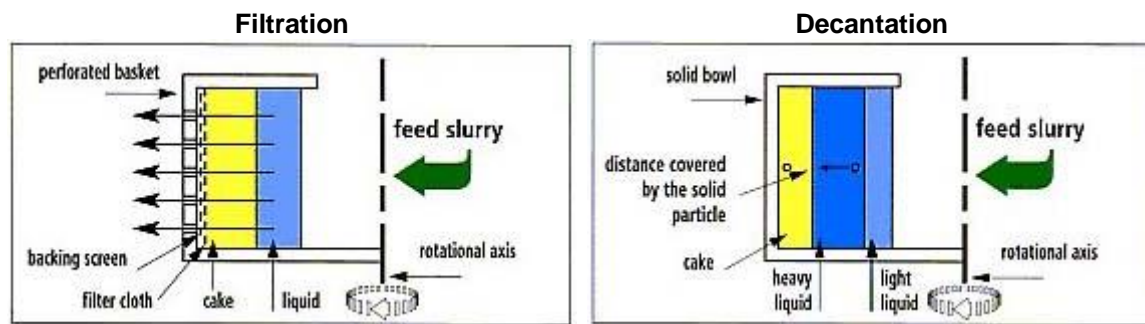 Filtration
perforated basket
feed slurry
rotational axis
backing screen
filter cloth
cake
liquid
Decantation
solid bowl
feed slurry
distance covered
by the solid
particle
rotational axis
cake
heavy
liquid
light
liquid